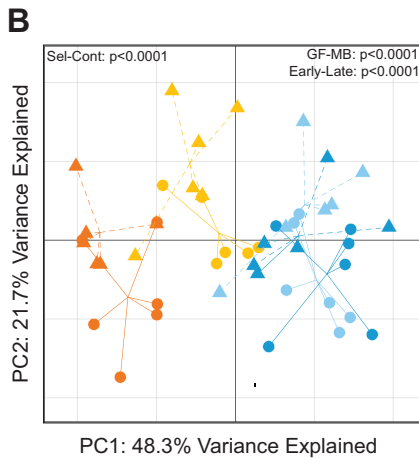 B
Sel-Cont: p<0.0001
GF-MB: p<0.0001
Early-Late: p<0.0001
PC2: 21.7% Variance Explained
PC1: 48.3% Variance Explained